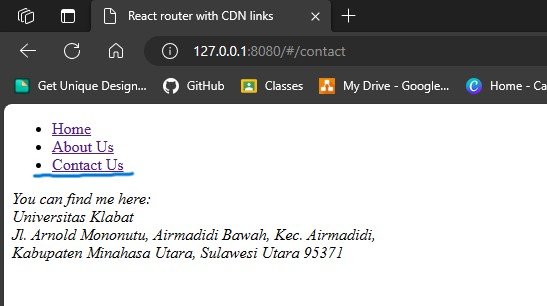 React router with CDN links
127.0.0.1:8080/#/contact
Get Unique Design... GitHub Classes My Drive - Google... Home - Ca
Home
About Us
Contact Us
You can find me here:
Universitas Klabat
Jl. Arnold Mononutu, Airmadidi Bawah, Kec. Airmadidi,
Kabupaten Minahasa Utara, Sulawesi Utara 95371